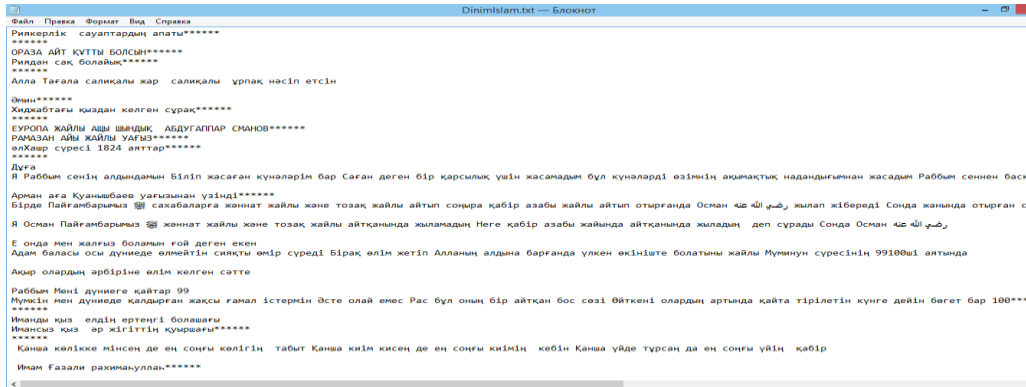 DinimIslam.txt — Блокнот
Файл Правка Формат Вид Справка
Риякерлік сауаптардың апаты******
******
ОРАЗА АЙТ ҚҰТТЫ БОЛСЫН******
Риядан сақ болайық******
******
Алла Тағала салиқалы жар салиқалы ұрпақ нәсіп етсін
Әмин******
Хиджабтағы қыздан келген сұрақ******
******
ЕУРОПА ЖАЙЛЫ АЩЫ ШЫНДЫҚ АБДУГАППАР СМАНОВ******
РАМАЗАН АЙЫ ЖАЙЛЫ УАҒЫЗ******
әлХашр сүресі 1824 аяттар******
******
Дұға
Я Раббым сенің алдындамын Біліп жасаған күнәларім бар Саған деген бір қарсылық үшін жасамадым бұл күнәларді өзімнің ақымақтық надандығымнан жасадым Раббым сеннен бас
Арман аға Қуанышбаев уағызынан үзінді******
Бірде Пайғамбарымыз ﷺ сахабаларға жәннат жайлы және тозақ жайлы айтып соңыра қабір азабы жайлы айтып отырғанда Осман رضي الله عنه жылап жібереді Сонда жанында отырған с
Я Осман Пайғамбарымыз ﷺ жәннат жайлы және тозақ жайлы айтқанында жыламадың Неге қабір азабы жайында айтқанында жыладың деп сұрады Сонда Осман رضي الله عنه
Е онда мен жалғыз боламын ғой деген екен
Адам баласы осы дүниеде өлмейтін сияқты өмір сүреді Бірақ өлім жетіп Алланың алдына барғанда үлкен өкініште болатыны жайлы Муминун сүресінің 99100ші аятында
Ақыр олардың әрбіріне өлім келген сәтте
Раббым Мені дүниеге қайтар 99
Мүмкін мен дүниеде қалдырған жақсы ғамал істермін Әсте олай емес Рас бұл оның бір айтқан бос сөзі Өйткені олардың артында қайта тірілетін күнге дейін бөгет бар 100***
******
Иманды қыз елдің ертеңгі болашағы
Имансыз қыз әр жігіттің қуыршағы******
******
Қанша көлікке мінсең де ең соңғы көлігің табыт Қанша киім кисең де ең соңғы киімің кебін Қанша үйде тұрсаң да ең соңғы үйің қабір
Имам Ғазали рахимаһуллаһ******